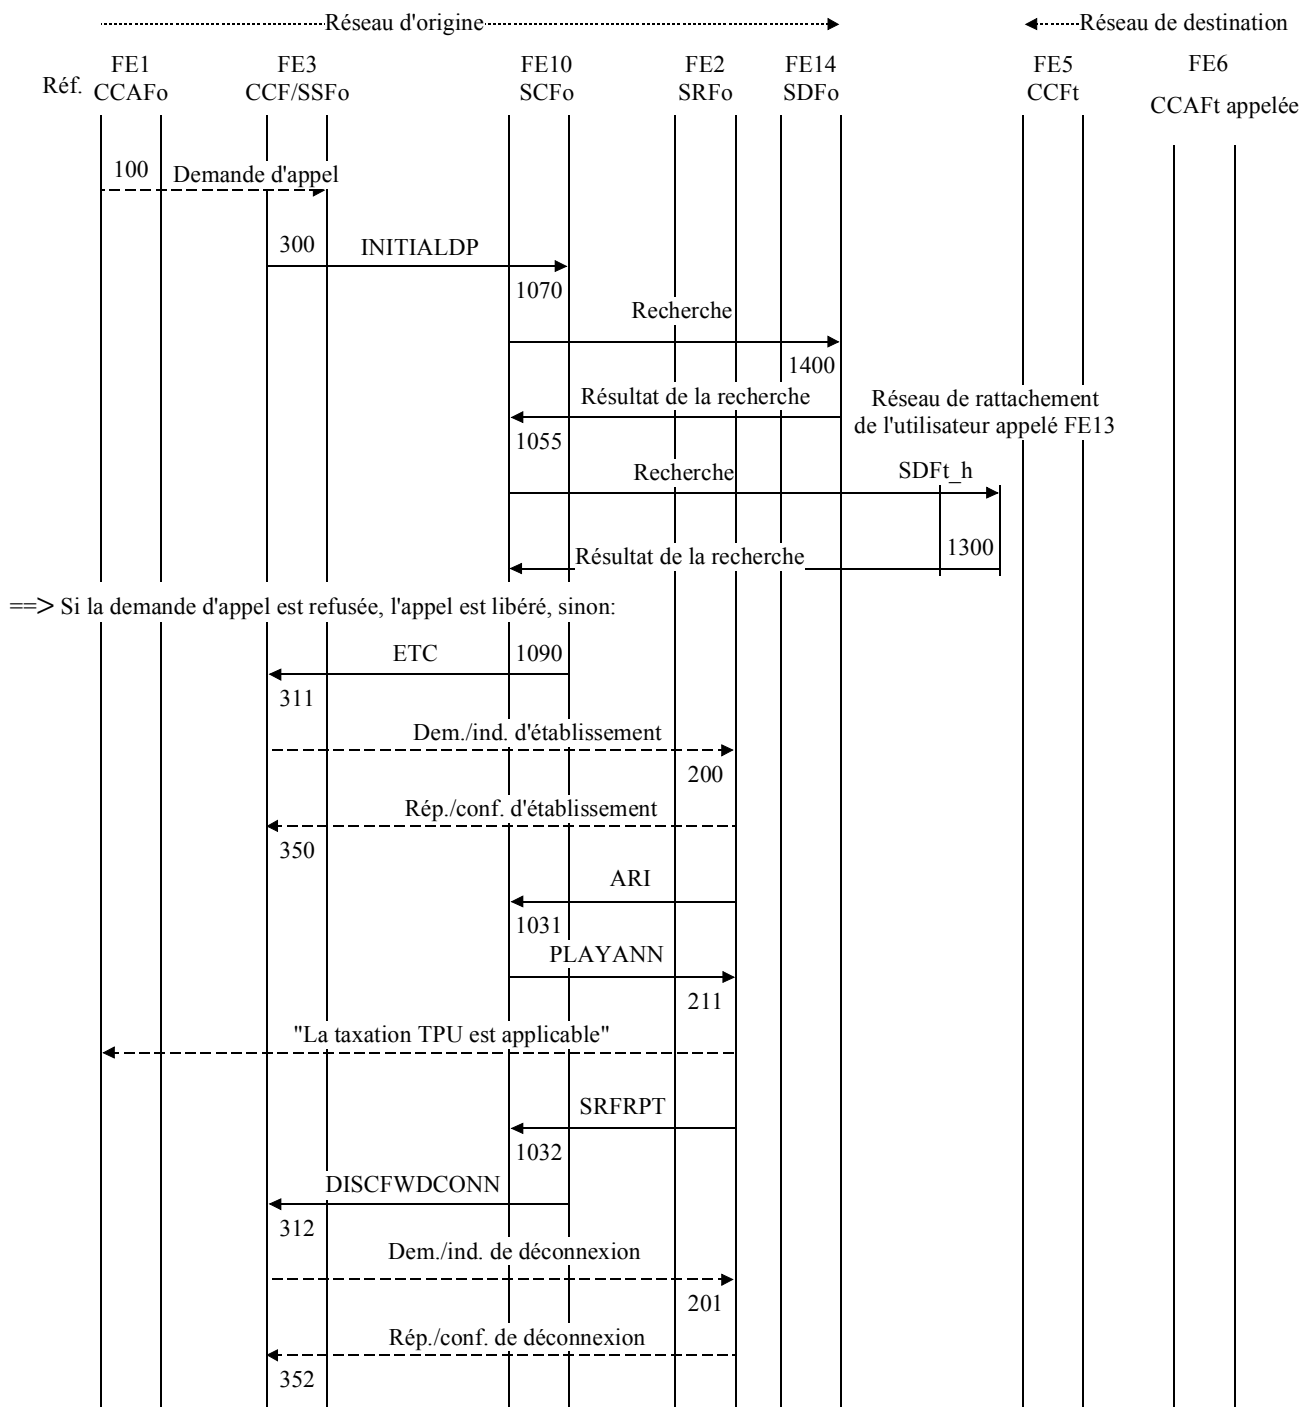 Réseau d'origine
Réseau de destination
Réf.
FE1
CCAFo
FE3
CCF/SSFo
FE10
SCFo
FE2
SRFo
FE14
SDFo
FE5
CCFt
FE6
CCAFt appelée
100
Demande d'appel
300
INITIALDP
1070
Recherche
1400
Résultat de la recherche
1055
Réseau de rattachement
de l'utilisateur appelé FE13
Recherche
SDFt_h
1300
Résultat de la recherche
==> Si la demande d'appel est refusée, l'appel est libéré, sinon:
ETC
1090
311
Dem./ind. d'établissement
200
Rép./conf. d'établissement
350
ARI
1031
PLAYANN
211
"La taxation TPU est applicable"
SRFRPT
1032
DISCFWDCONN
312
Dem./ind. de déconnexion
201
Rép./conf. de déconnexion
352